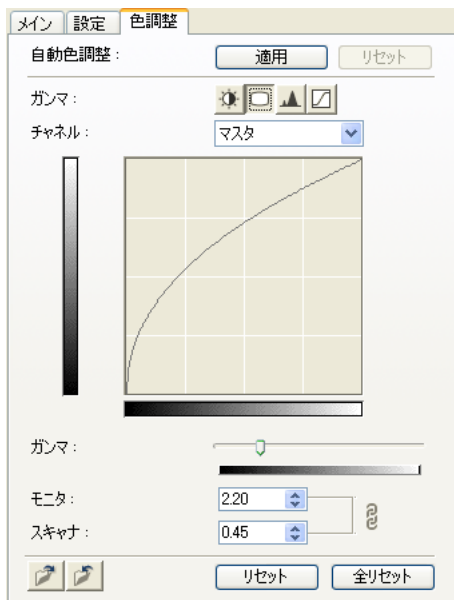 メイン 設定 色調整
自動色調整： 適用 リセット
ガンマ：
チャネル： マスタ
ガンマ：
モニタ： 2.20
スキャナ： 0.45
リセット 全リセット